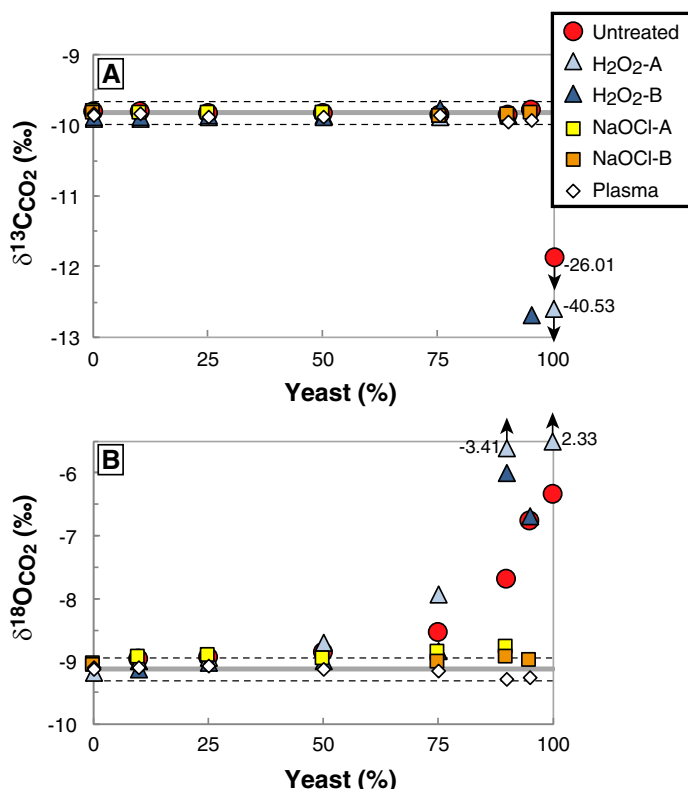 Untreated
H2O2-A
H2O2-B
NaOCl-A
NaOCl-B
Plasma
A
δ13CCO2 (‰)
-9
-10
-11
-12
-13
-26.01
-40.53
0
25
50
75
100
Yeast (%)
B
δ18OCO2 (‰)
-3.41
2.33
-6
-7
-8
-9
-10
0
25
50
75
100
Yeast (%)